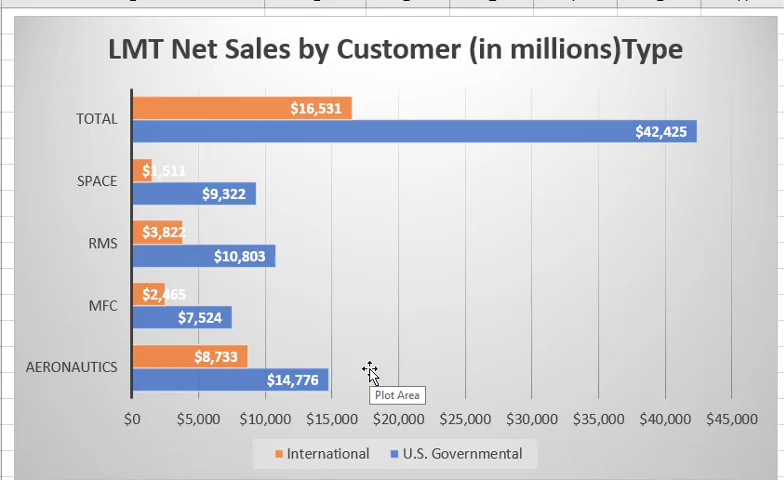 LMT Net Sales by Customer (in millions)Type
TOTAL
$16,531
$42,425
SPACE
$1,511
$9,322
RMS
$3,822
$10,803
MFC
$2,465
$7,524
AERONAUTICS
$8,733
$14,776
Plot Area
$0 $5,000 $10,000 $15,000 $20,000 $25,000 $30,000 $35,000 $40,000 $45,000
International U.S. Governmental